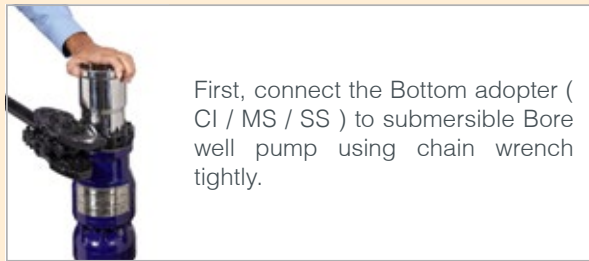 First, connect the Bottom adopter (
CI / MS / SS ) to submersible Bore
well pump using chain wrench
tightly.